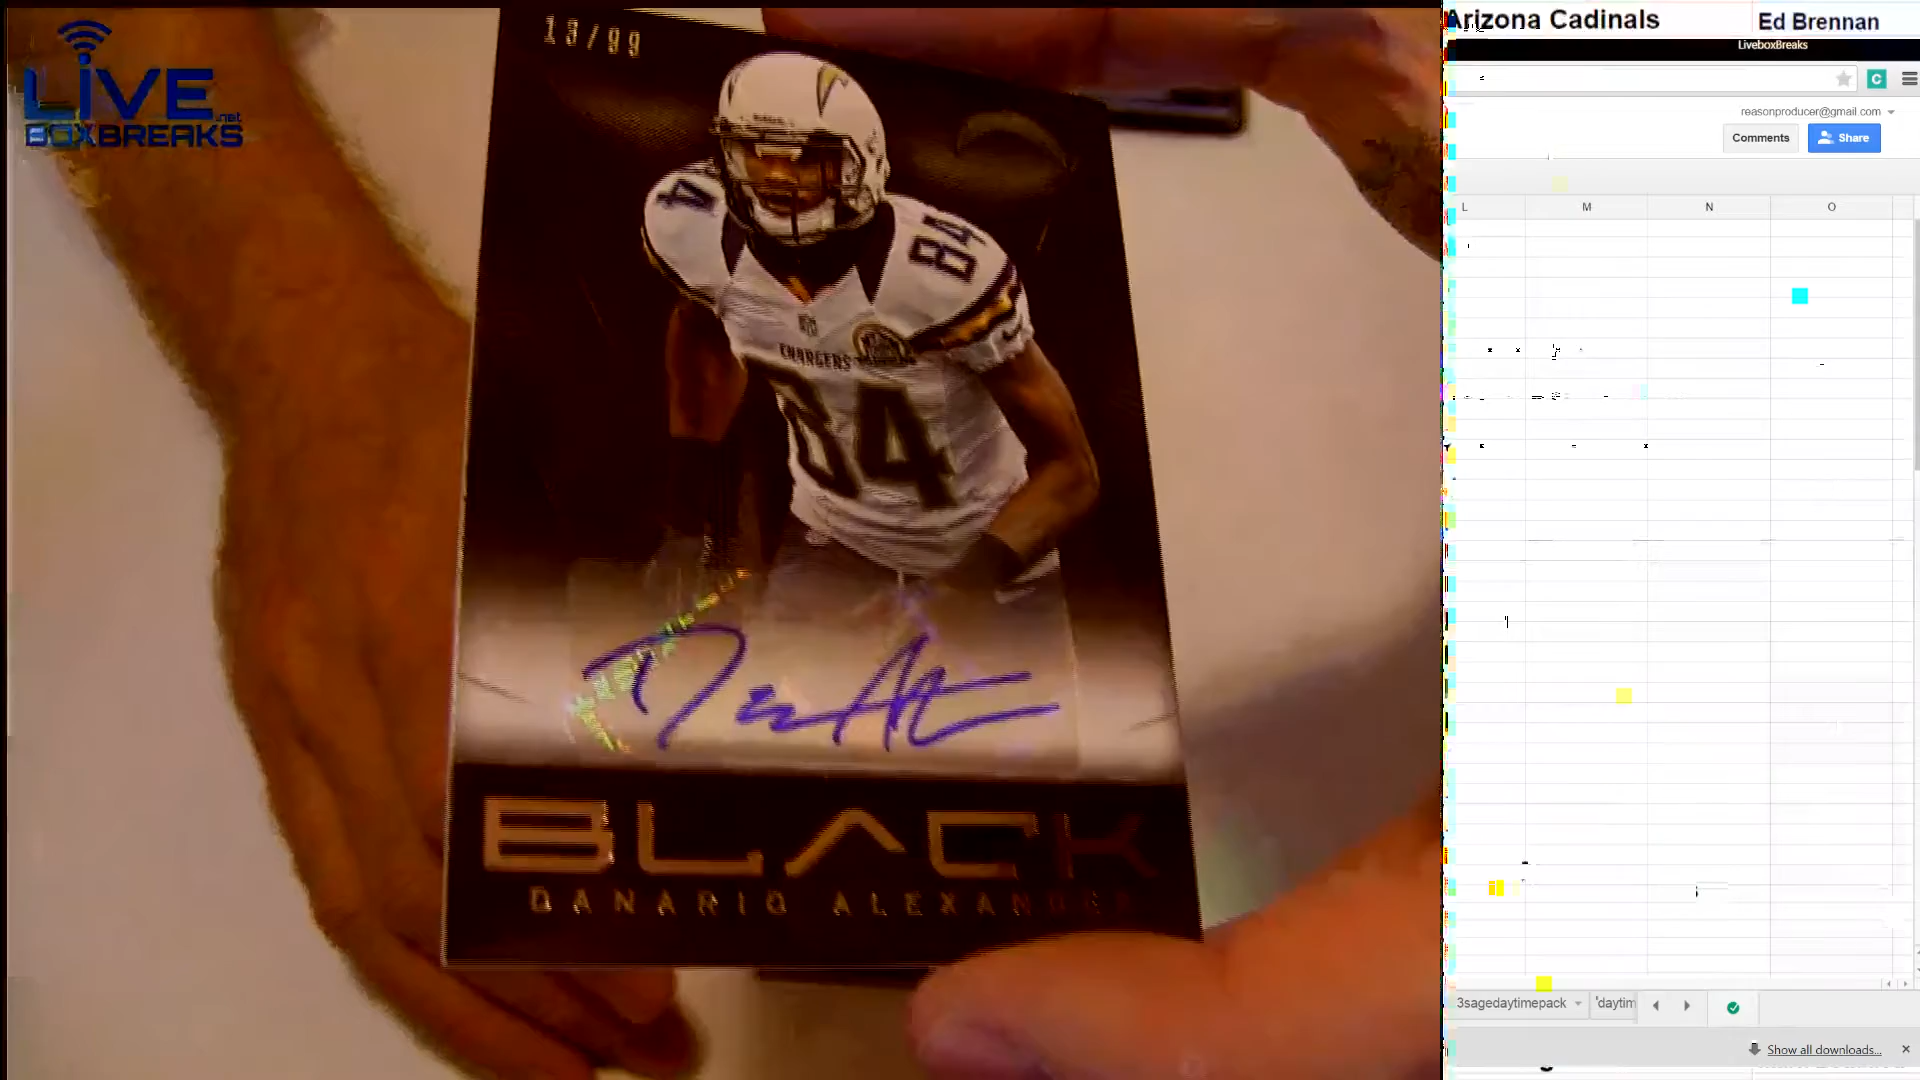 LIVE
.net
BOXBREAKS
13/99
84
CHARGERS
84
BLACK
DANARIO ALEXANDER
Arizona Cadinals
Ed Brennan
LiveboxBreaks
reasonproducer@gmail.com
Comments
Share
L M N O
3sagedaytimepack
'daytim
Show all downloads...